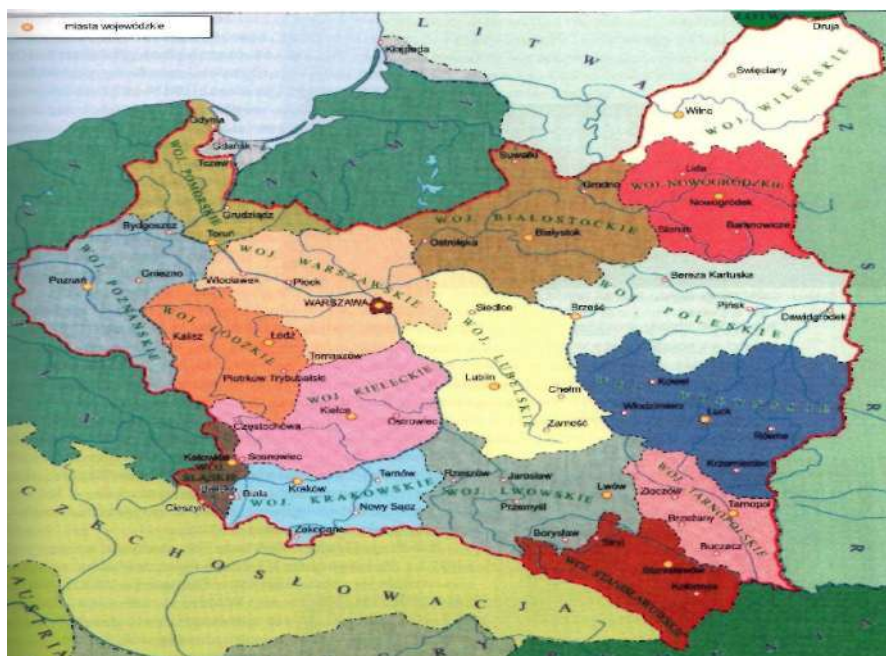 miasta wojewódzkie
ŁOTWA
Druja
LITWA
Kłajpeda
Święciany
Wilno
WOJ. WILEŃSKIE
Gdynia
Gdańsk
Tczew
WOJ. POMORSKIE
NIEMCY
Suwałki
Grodno
Lida
WOJ. NOWOGRÓDZKIE
Nowogródek
Słonim
Baranowicze
Grudziądz
Bydgoszcz
Toruń
WOJ. BIAŁOSTOCKIE
Ostrołęka
Białystok
Poznań
Gniezno
WOJ. POZNAŃSKIE
Włocławek
Płock
WOJ. WARSZAWSKIE
WARSZAWA
Siedlce
Brześć
Bereza Kartuska
Pińsk
Dawidgródek
WOJ. POLESKIE
Kalisz
Łódź
WOJ. ŁÓDZKIE
Tomaszów
Piotrków Trybunalski
WOJ. LUBELSKIE
Lublin
Chełm
Zamość
Kowel
Włodzimierz
Łuck
Równe
Krzemieniec
WOJ. KIELECKIE
Kielce
Ostrowiec
Częstochowa
Sosnowiec
Katowice
WOJ. ŚLĄSKIE
Bielsko
Biała
Cieszyn
Kraków
WOJ. KRAKOWSKIE
Tarnów
Nowy Sącz
Zakopane
Rzeszów
Jarosław
WOJ. LWOWSKIE
Przemyśl
Lwów
Borysław
Stryj
Złoczów
WOJ. TARNOPOLSKIE
Tarnopol
Brzeżany
Buczacz
Stanisławów
Kołomyja
WOJ. STANISŁAWOWSKIE
CZECHOSŁOWACJA
AUSTRIA